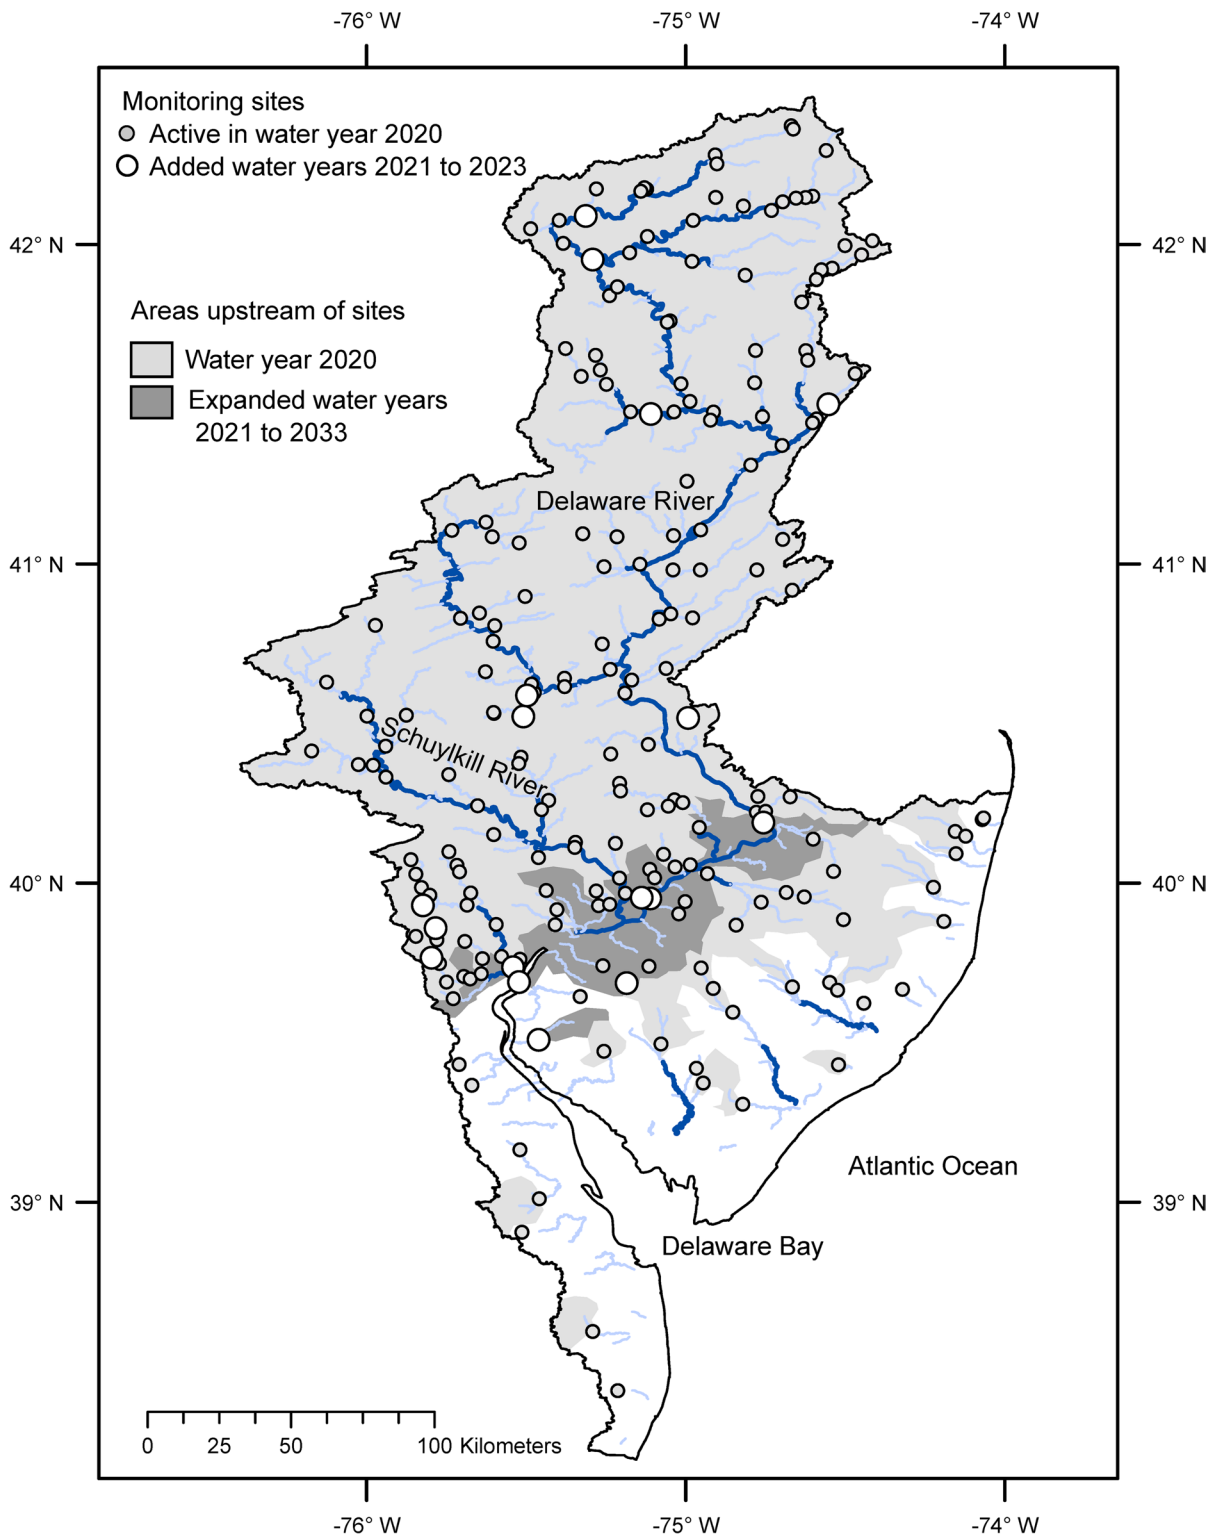 -76° W
-75° W
-74° W
Monitoring sites
Active in water year 2020
Added water years 2021 to 2023
42° N
42° N
Areas upstream of sites
Water year 2020
Expanded water years
2021 to 2033
Delaware River
41° N
41° N
Schuylkill River
40° N
40° N
Atlantic Ocean
39° N
39° N
Delaware Bay
0 25 50 100 Kilometers
-76° W
-75° W
-74° W